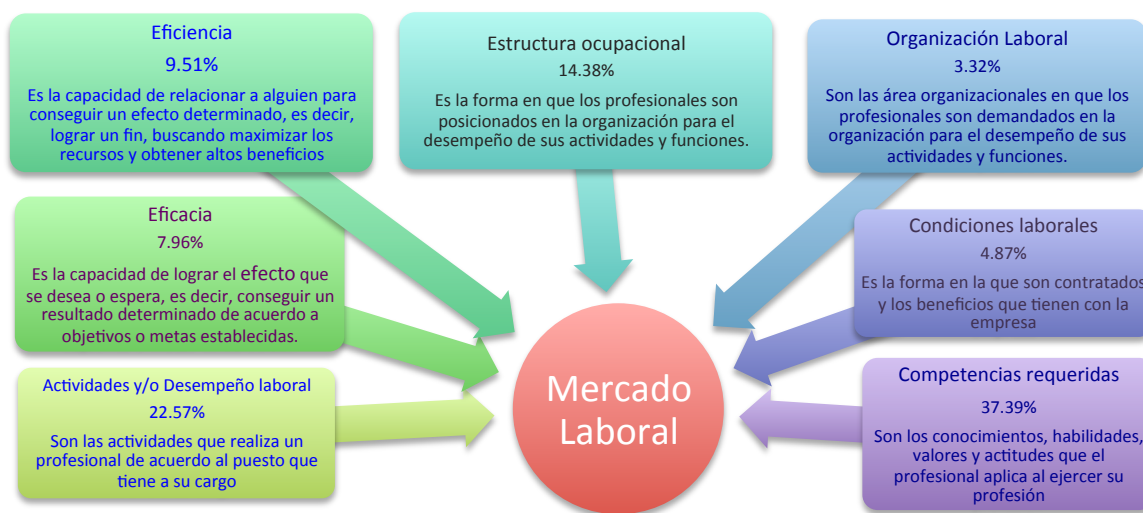 Eficiencia
9.51%
Es la capacidad de relacionar a alguien para
conseguir un efecto determinado, es decir,
lograr un fin, buscando maximizar los
recursos y obtener altos beneficios
Estructura ocupacional
14.38%
Es la forma en que los profesionales son
posicionados en la organización para el
desempeño de sus actividades y funciones.
Organización Laboral
3.32%
Son las área organizacionales en que los
profesionales son demandados en la
organización para el desempeño de sus
actividades y funciones.
Eficacia
7.96%
Es la capacidad de lograr el efecto que
se desea o espera, es decir, conseguir un
resultado determinado de acuerdo a
objetivos o metas establecidas.
Condiciones laborales
4.87%
Es la forma en la que son contratados
y los beneficios que tienen con la
empresa
Actividades y/o Desempeño laboral
22.57%
Son las actividades que realiza un
profesional de acuerdo al puesto que
tiene a su cargo
Mercado
Laboral
Competencias requeridas
37.39%
Son los conocimientos, habilidades,
valores y actitudes que el
profesional aplica al ejercer su
profesión